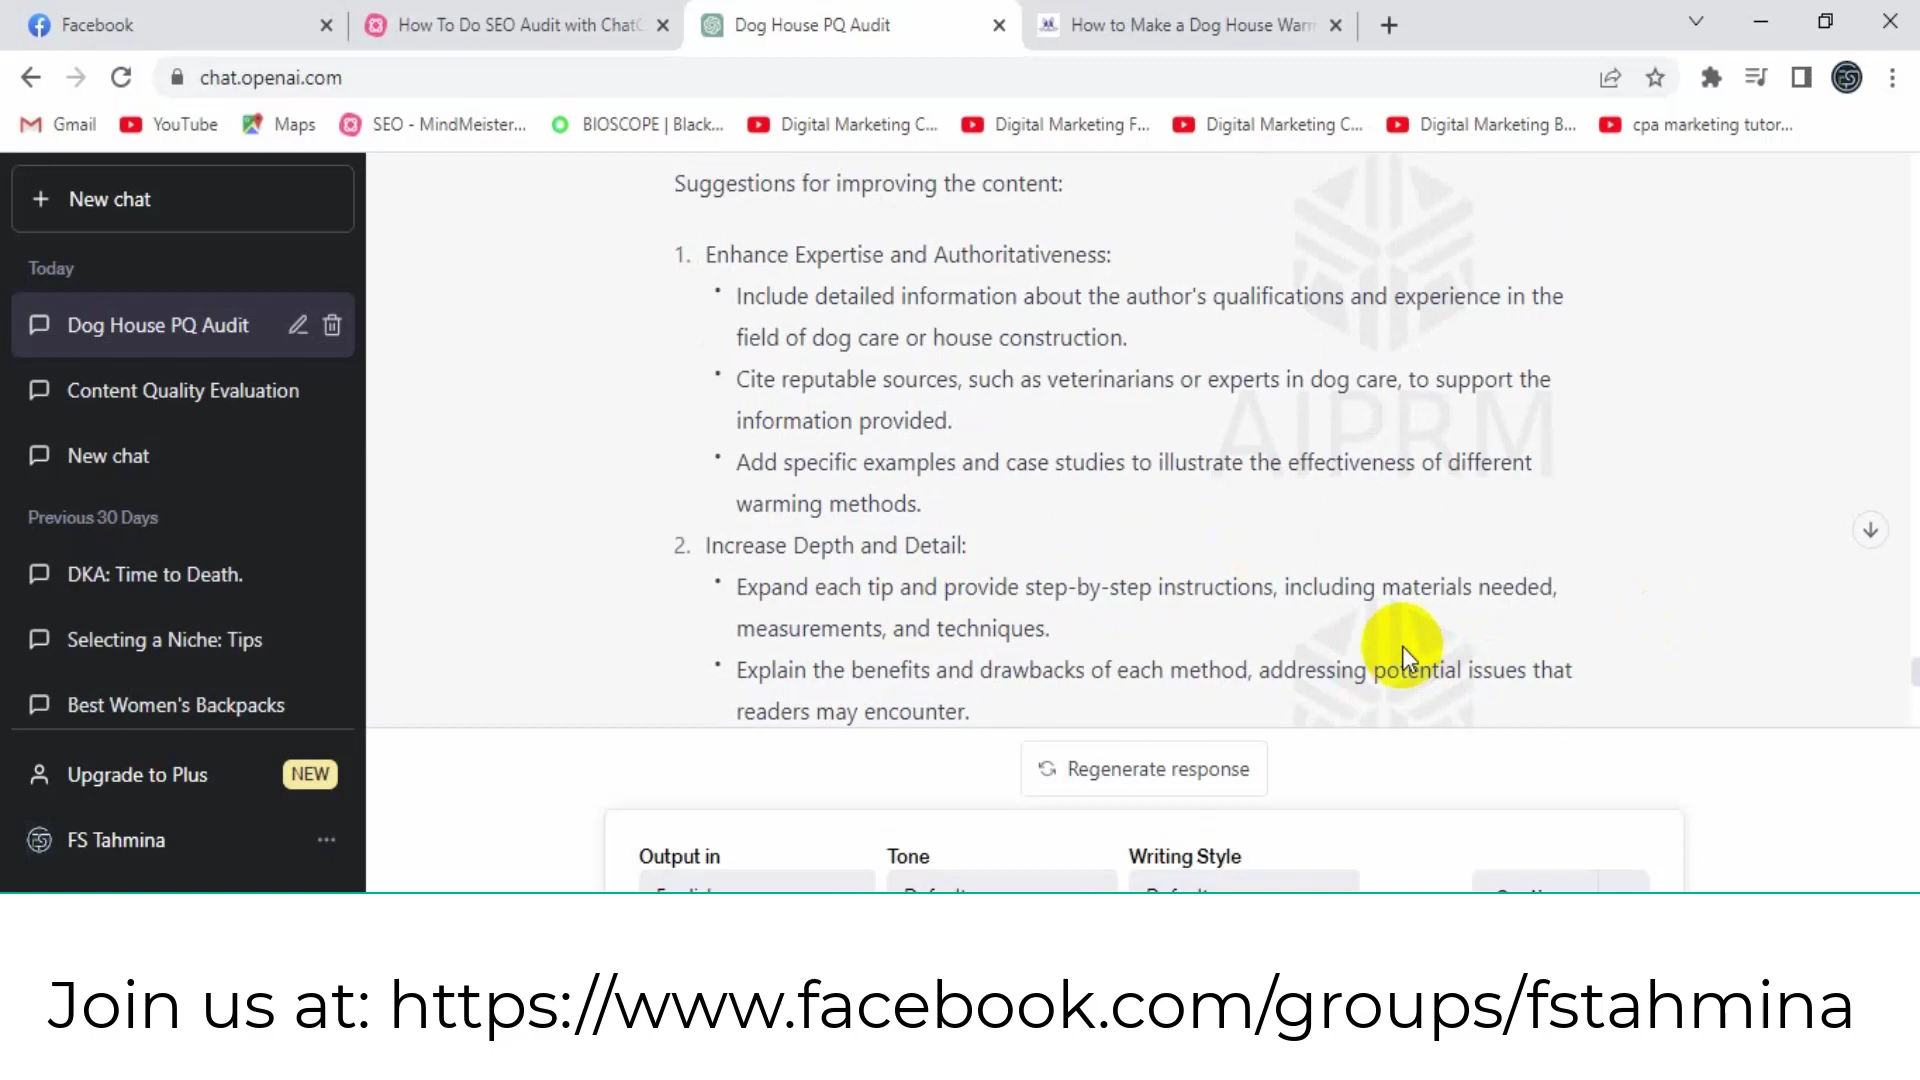 Facebook
How To Do SEO Audit with ChatG
Dog House PQ Audit
How to Make a Dog House Warm
chat.openai.com
Gmail
YouTube
Maps
SEO - MindMeister...
BIOSCOPE | Black...
Digital Marketing C...
Digital Marketing F...
Digital Marketing C...
Digital Marketing B...
cpa marketing tutor...
+ New chat
Today
Dog House PQ Audit
Content Quality Evaluation
New chat
Previous 30 Days
DKA: Time to Death.
Selecting a Niche: Tips
Best Women's Backpacks
Upgrade to Plus NEW
FS Tahmina ...
Suggestions for improving the content:
1. Enhance Expertise and Authoritativeness:
• Include detailed information about the author's qualifications and experience in the
field of dog care or house construction.
• Cite reputable sources, such as veterinarians or experts in dog care, to support the
information provided.
AIPRM
• Add specific examples and case studies to illustrate the effectiveness of different
warming methods.
2. Increase Depth and Detail:
• Expand each tip and provide step-by-step instructions, including materials needed,
measurements, and techniques.
• Explain the benefits and drawbacks of each method, addressing potential issues that
readers may encounter.
Regenerate response
Output in
Tone
Writing Style
Join us at: https://www.facebook.com/groups/fstahmina